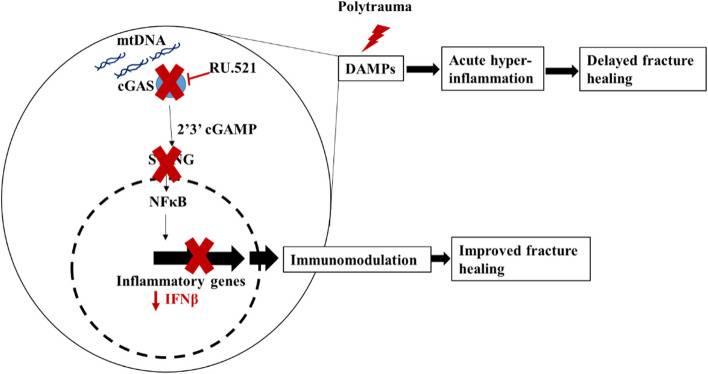 Polytrauma
mtDNA
RU.521
cGAS
DAMPs
Acute hyper-
inflammation
Delayed fracture
healing
2’3’ cGAMP
STING
NFκB
Inflammatory genes
IFNβ
Immunomodulation
Improved fracture
healing